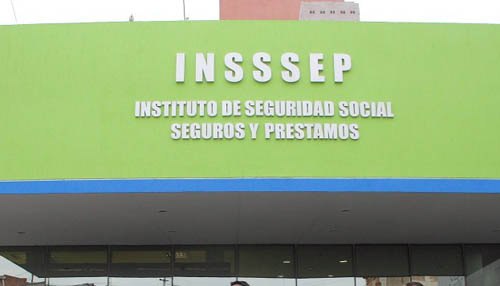 INSSSEP
INSTITUTO DE SEGURIDAD SOCIAL
SEGUROS Y PRESTAMOS